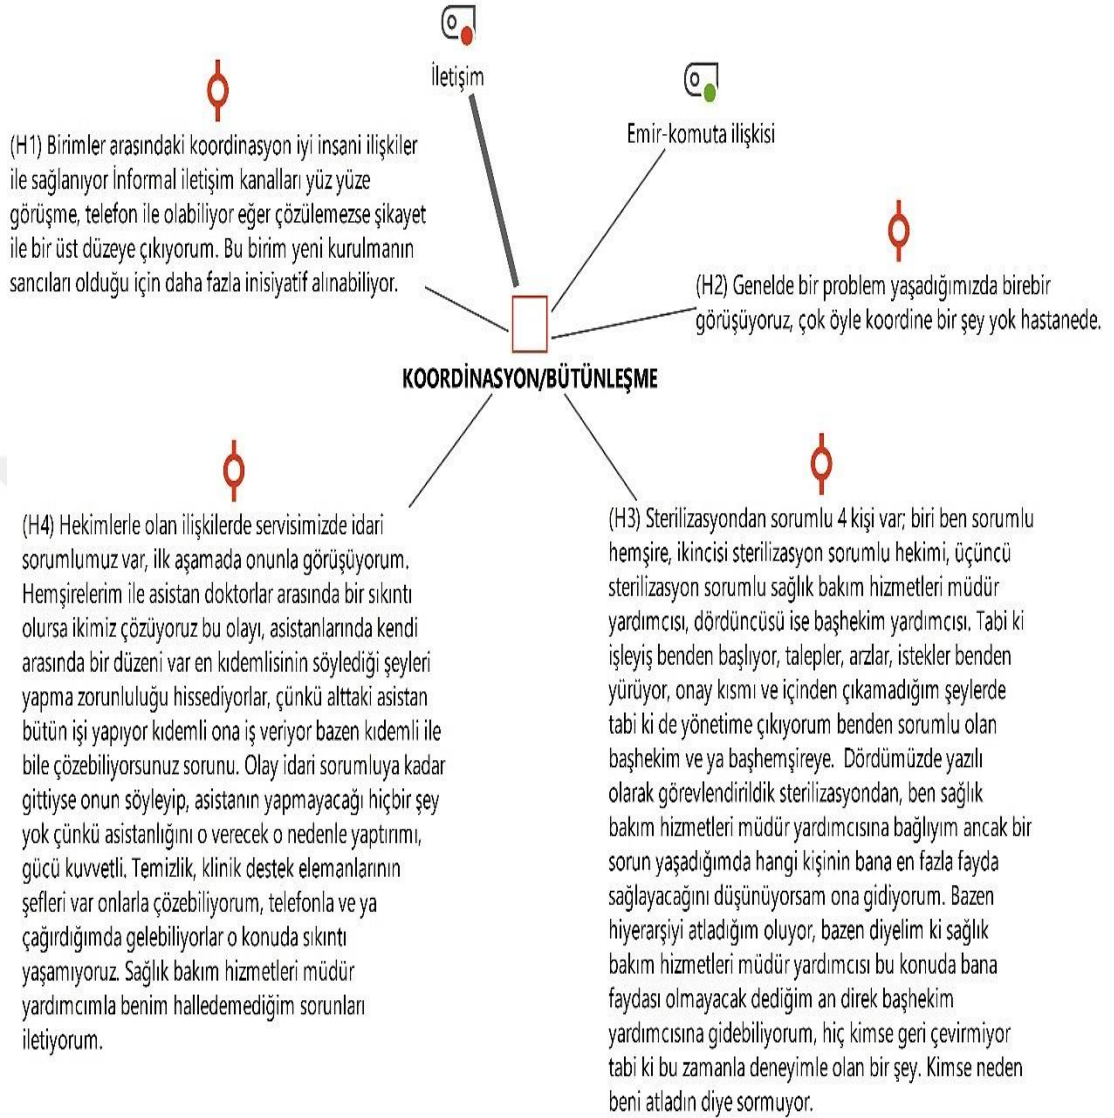 İletişim
Emir-komuta ilişkisi
(H1) Birimler arasındaki koordinasyon iyi insani ilişkiler
ile sağlanıyor İnformal iletişim kanalları yüz yüze
görüşme, telefon ile olabiliyor eğer çözülemezse şikayet
ile bir üst düzeye çıkıyorum. Bu birim yeni kurulmanın
sancıları olduğu için daha fazla inisiyatif alınabiliyor.
(H2) Genelde bir problem yaşadığımızda birebir
görüşüyoruz, çok öyle koordine bir şey yok hastanede.
KOORDİNASYON/BÜTÜNLEŞME
(H4) Hekimlerle olan ilişkilerde servisimizde idari
sorumlumuz var, ilk aşamada onunla görüşüyorum.
Hemşirelerim ile asistan doktorlar arasında bir sıkıntı
olursa ikimiz çözüyoruz bu olayı, asistanlarında kendi
arasında bir düzeni var en kıdemlisinin söylediği şeyleri
yapma zorunluluğu hissediyorlar, çünkü alttaki asistan
bütün işi yapıyor kıdemli ona iş veriyor bazen kıdemli ile
bile çözebiliyorsunuz sorunu. Olay idari sorumluya kadar
gittiyse onun söyleyip, asistanın yapmayacağı hiçbir şey
yok çünkü asistanlığını o verecek o nedenle yaptırımı,
gücü kuvvetli. Temizlik, klinik destek elemanlarının
şefleri var onlarla çözebiliyorum, telefonla ve ya
çağırdığımda gelebiliyorlar o konuda sıkıntı
yaşamıyoruz. Sağlık bakım hizmetleri müdür
yardımcımla benim halledemediğim sorunları
iletiyorum.
(H3) Sterilizasyondan sorumlu 4 kişi var; biri ben sorumlu
hemşire, ikincisi sterilizasyon sorumlu hekimi, üçüncü
sterilizasyon sorumlu sağlık bakım hizmetleri müdür
yardımcısı, dördüncüsü ise başhekim yardımcısı. Tabi ki
işleyiş benden başlıyor, talepler, arzlar, istekler benden
yürüyor, onay kısmı ve içinden çıkamadığım şeylerde
tabi ki de yönetime çıkıyorum benden sorumlu olan
başhekim ve ya başhemşireye. Dördümüzde yazılı
olarak görevlendirildik sterilizasyondan, ben sağlık
bakım hizmetleri müdür yardımcısına bağlıyım ancak bir
sorun yaşadığımda hangi kişinin bana en fazla fayda
sağlayacağını düşünüyorsam ona gidiyorum. Bazen
hiyerarşiyi atladığım oluyor, bazen diyelim ki sağlık
bakım hizmetleri müdür yardımcısı bu konuda bana
faydası olmayacak dediğim an direk başhekim
yardımcısına gidebiliyorum, hiç kimse geri çevirmiyor
tabi ki bu zamanla deneyimle olan bir şey. Kimse neden
beni atladın diye sormuyor.